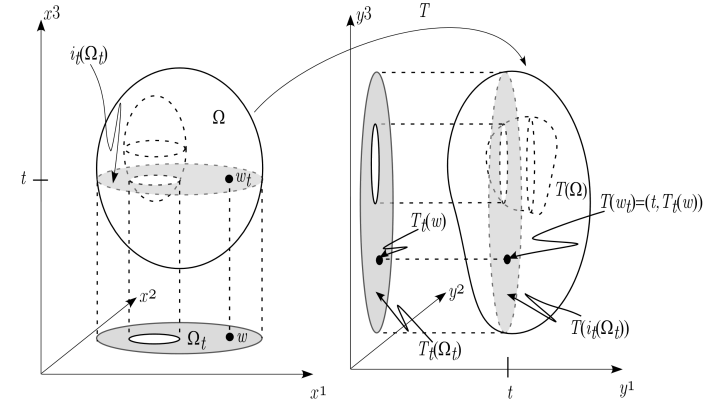 x3
y3
T
i_t(Ω_t)
Ω
t
w_t
T(Ω)
T(w_t)=(t,T_t(w))
T_t(w)
x2
y2
Ω_t
w
T_t(Ω_t)
T(i_t(Ω_t))
x1
t
y1